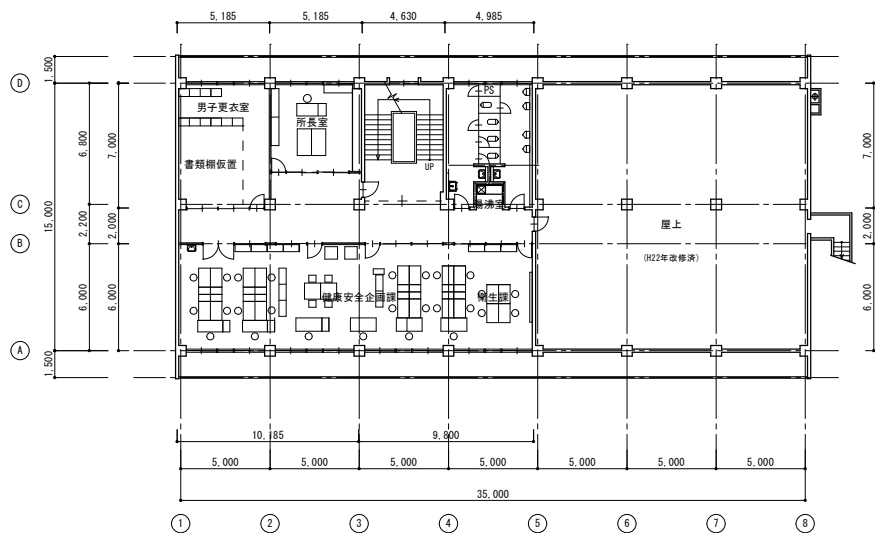 5,185
5,185
4,630
4,985
1,500
D
男子更衣室
所長室
PS
書類棚仮置
UP
6,800
7,000
7,000
C
湯沸室
屋上
15,000
2,200
2,000
2,000
B
(H22年改修済)
健康安全企画課
衛生課
6,000
6,000
6,000
A
1,500
10,185
9,800
5,000
5,000
5,000
5,000
5,000
5,000
5,000
35,000
1
2
3
4
5
6
7
8